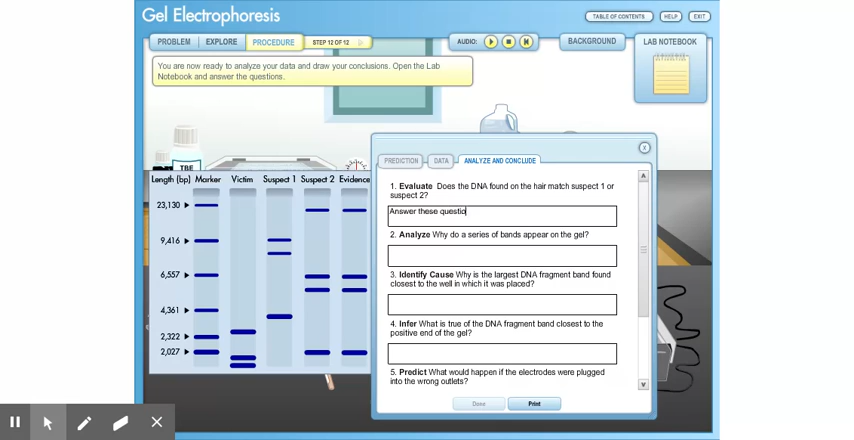 Gel Electrophoresis
TABLE OF CONTENTS
HELP
EXIT
PROBLEM
EXPLORE
PROCEDURE
STEP 12 OF 12
AUDIO:
BACKGROUND
LAB NOTEBOOK
You are now ready to analyze your data and draw your conclusions. Open the Lab
Notebook and answer the questions.
TBE
Length (bp) Marker Victim Suspect 1 Suspect 2 Evidence
23,130
9,416
6,557
4,361
2,322
2,027
X
PREDICTION
DATA
ANALYZE AND CONCLUDE
1. Evaluate Does the DNA found on the hair match suspect 1 or
suspect 2?
Answer these questio
2. Analyze Why do a series of bands appear on the gel?
3. Identify Cause Why is the largest DNA fragment band found
closest to the well in which it was placed?
4. Infer What is true of the DNA fragment band closest to the
positive end of the gel?
5. Predict What would happen if the electrodes were plugged
into the wrong outlets?
Done
Print